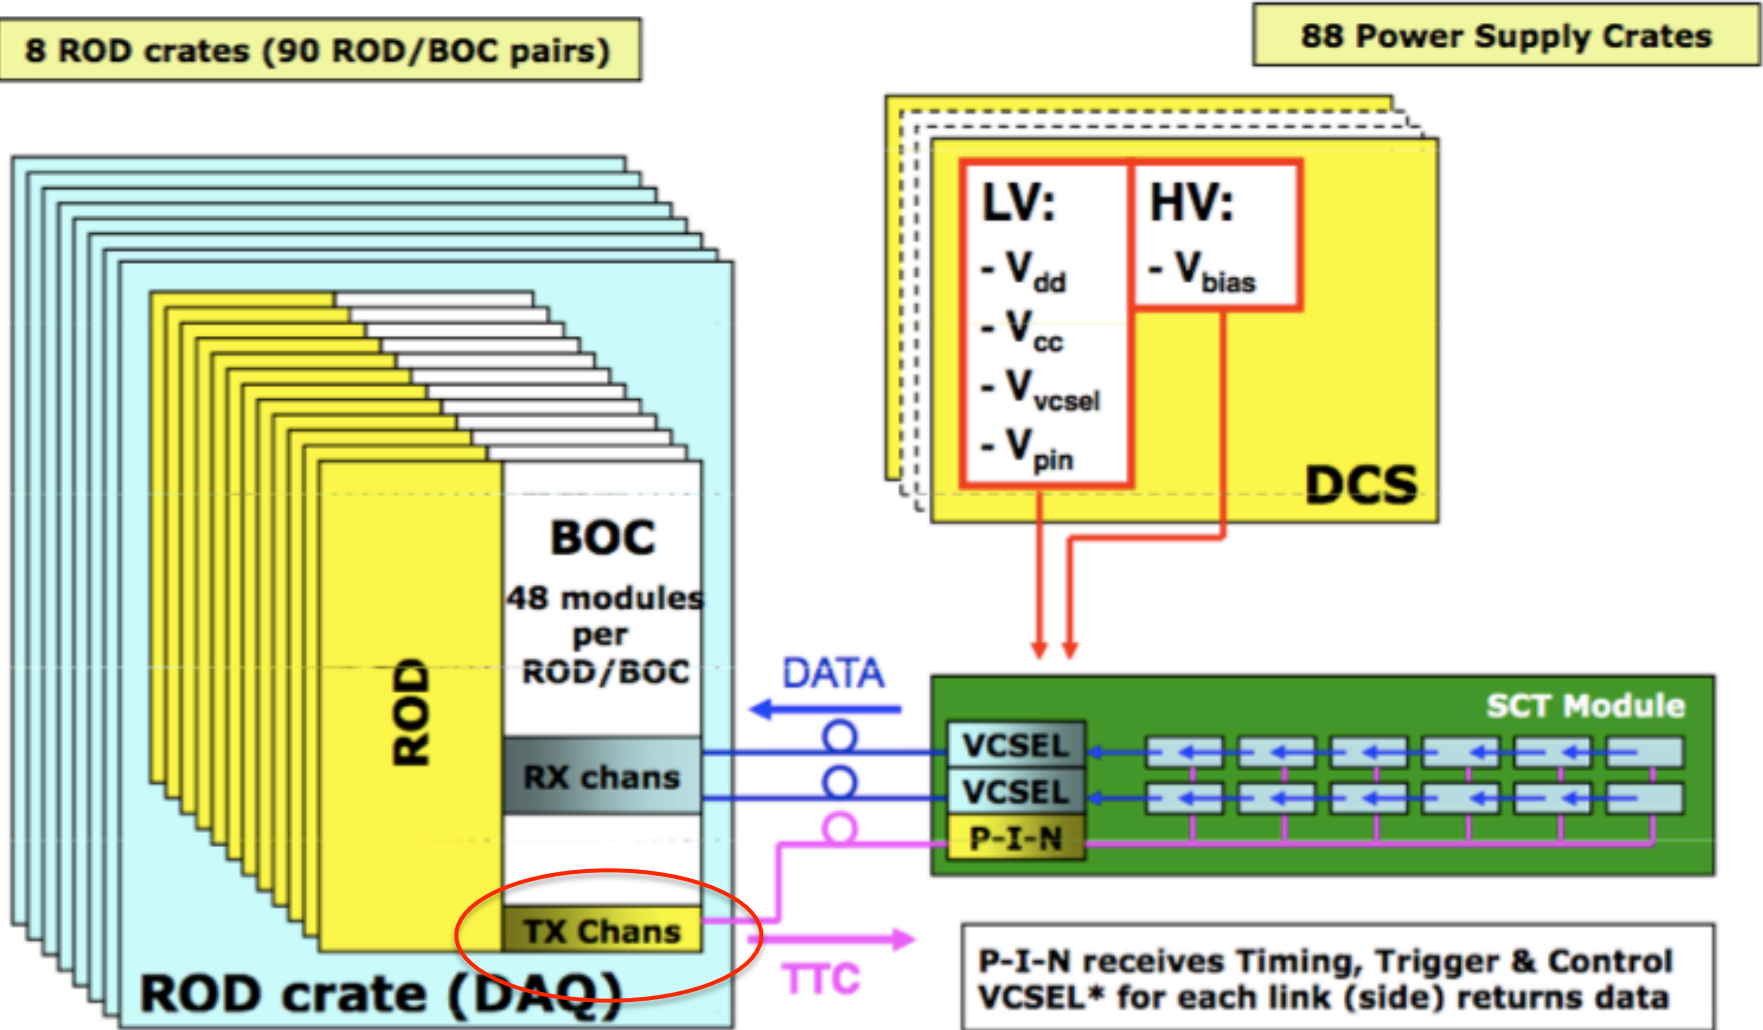 8 ROD crates (90 ROD/BOC pairs)
88 Power Supply Crates
LV:
- Vdd
- Vcc
- Vvcsel
- Vpin
HV:
- Vbias
DCS
BOC
48 modules
per
ROD/BOC
ROD
RX chans
TX Chans
ROD crate (DAQ)
DATA
TTC
SCT Module
VCSEL
VCSEL
P-I-N
P-I-N receives Timing, Trigger & Control
VCSEL* for each link (side) returns data